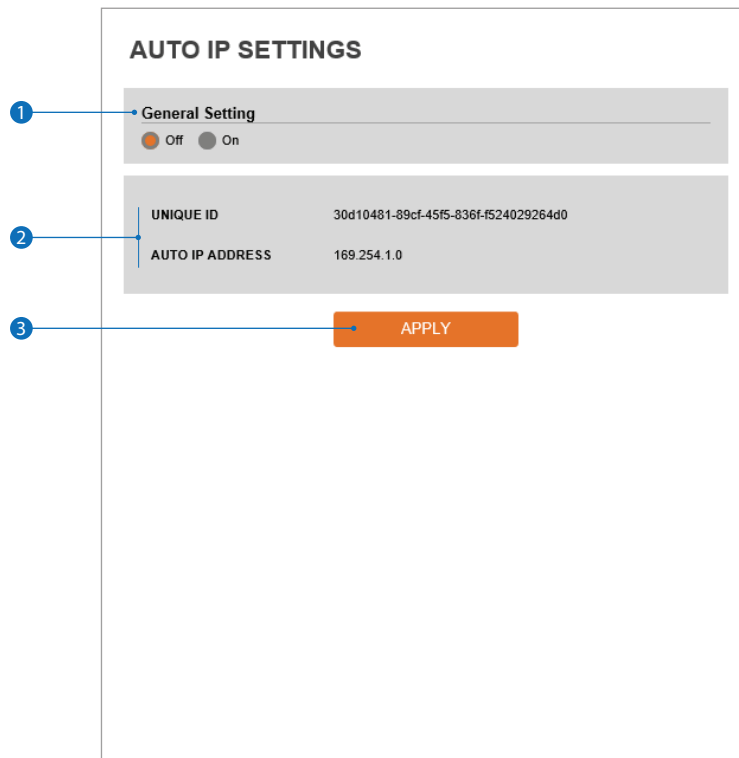 AUTO IP SETTINGS
1
General Setting
Off On
2
UNIQUE ID 30d10481-89cf-45f5-836f-f524029264d0
AUTO IP ADDRESS 169.254.1.0
3
APPLY